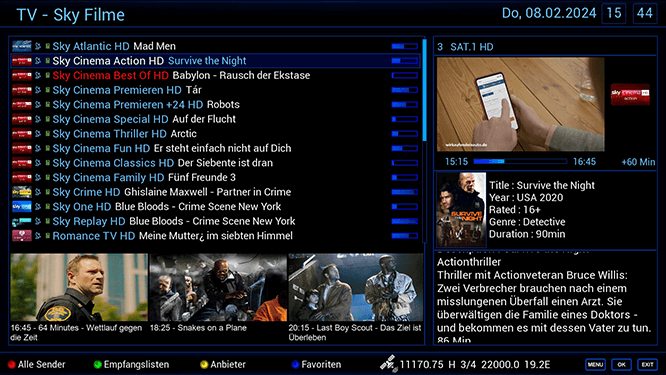 TV - Sky Filme
Do, 08.02.2024 15 44
Sky Atlantic HD Mad Men
Sky Cinema Action HD Survive the Night
Sky Cinema Best Of HD Babylon - Rausch der Ekstase
Sky Cinema Premieren HD Tár
Sky Cinema Premieren +24 HD Robots
Sky Cinema Special HD Auf der Flucht
Sky Cinema Thriller HD Arctic
Sky Cinema Fun HD Er steht einfach nicht auf Dich
Sky Cinema Classics HD Der Siebente ist dran
Sky Cinema Family HD Fünf Freunde 3
Sky Crime HD Ghislaine Maxwell - Partner in Crime
Sky One HD Blue Bloods - Crime Scene New York
Sky Replay HD Blue Bloods - Crime Scene New York
Romance TV HD Meine Mutter¿ im siebten Himmel
16:45 - 64 Minutes - Wettlauf gegen
die Zeit
18:25 - Snakes on a Plane
20:15 - Last Boy Scout - Das Ziel ist
Überleben
3 SAT.1 HD
sky cinema
ACTION
15:15 16:45 +60 Min
SURVIVE
THE NIGHT
Title : Survive the Night
Year : USA 2020
Rated : 16+
Genre : Detective
Duration : 90min
Actionthriller
Thriller mit Actionveteran Bruce Willis:
Zwei Verbrecher brauchen nach einem
misslungenen Überfall einen Arzt. Sie
überwältigen die Familie eines Doktors -
und bekommen es mit dessen Vater zu tun.
86 Min
Alle Sender
Empfangslisten
Anbieter
Favoriten
11170.75 H 3/4 22000.0 19.2E
MENU
OK
EXIT